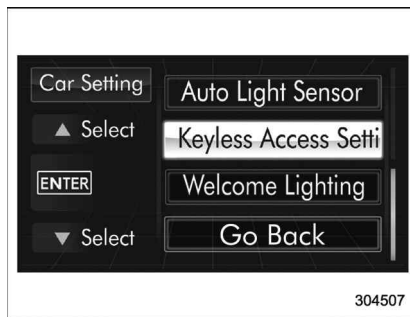 Car Setting
Auto Light Sensor
▲ Select
Keyless Access Setti
ENTER
Welcome Lighting
▼ Select
Go Back
304507